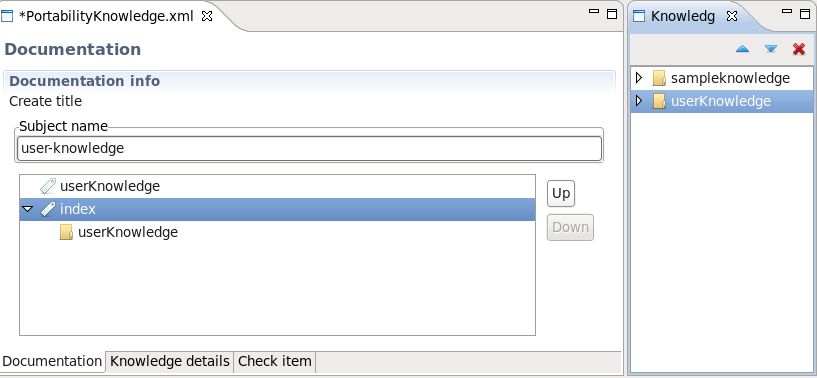 *PortabilityKnowledge.xml
Documentation
Documentation info
Create title
Subject name
user-knowledge
userKnowledge
index
userKnowledge
Up
Down
Documentation Knowledge details Check item
Knowledg
sampleknowledge
userKnowledge